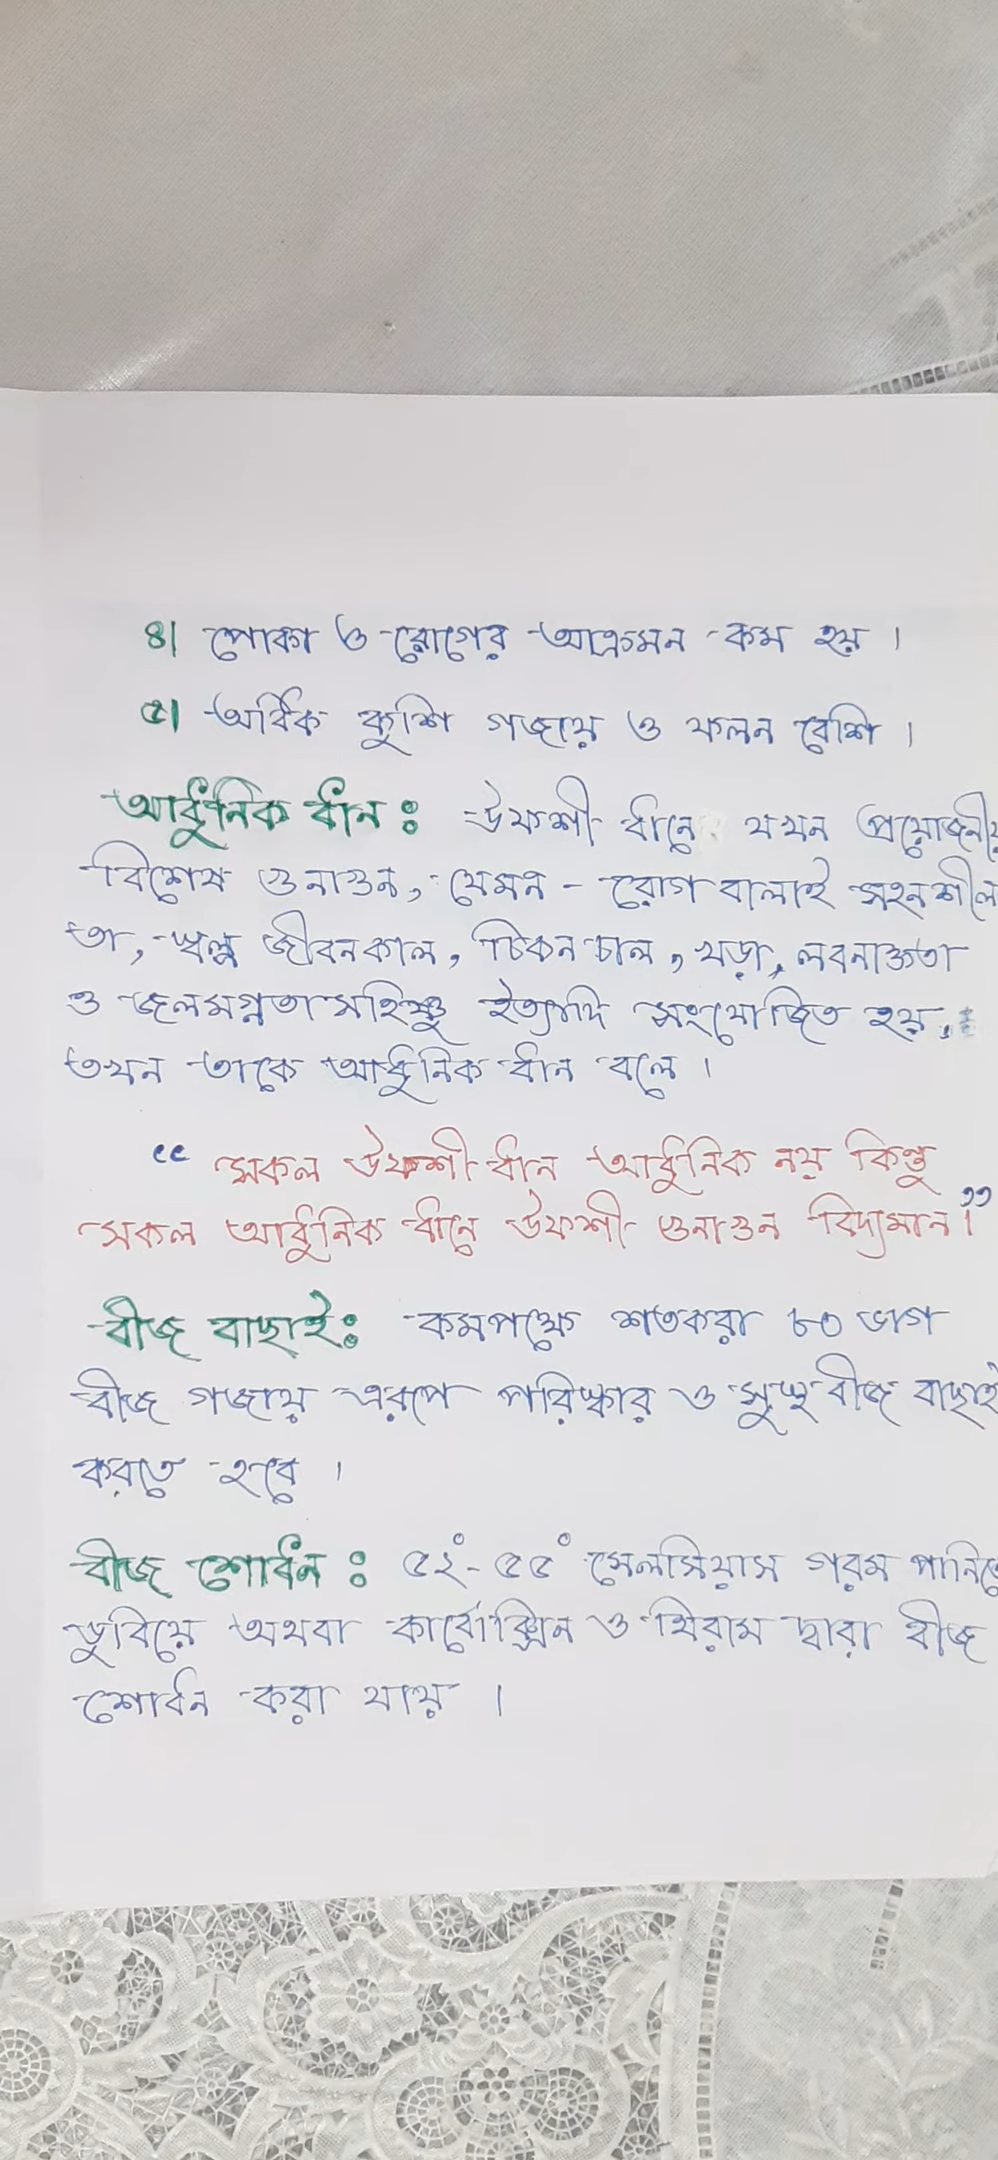 ৪। পোকা ও রোগের আক্রমন কম হয়।
৫। অধিক কুশি গজায় ও ফলন বেশি।
আধুনিক ধান ঃ উফশী ধানে যখন প্রয়োজনীয়
বিশেষ গুনাগুন, যেমন - রোগ বালাই সহনশীল
তা, স্বল্প জীবনকাল, চিকন চাল, খড়া, লবনাক্ততা
ও জলমগ্নতা সহিষ্ণু ইত্যাদি সংযোজিত হয়,
তখন তাকে আধুনিক ধান বলে।
“সকল উফশী ধান আধুনিক নয় কিন্তু
সকল আধুনিক ধানে উফশী গুনাগুন বিদ্যমান।”
বীজ বাছাই ঃ কমপক্ষে শতকরা ৮০ ভাগ
বীজ গজায় এরূপ পরিস্কার ও সুস্থ বীজ বাছাই
করতে হবে।
বীজ শোধন ঃ ৫২°- ৫৫° সেলসিয়াস গরম পানিতে
ডুবিয়ে অথবা কার্বোক্সিন ও থিরাম দ্বারা বীজ
শোধন করা যায়।